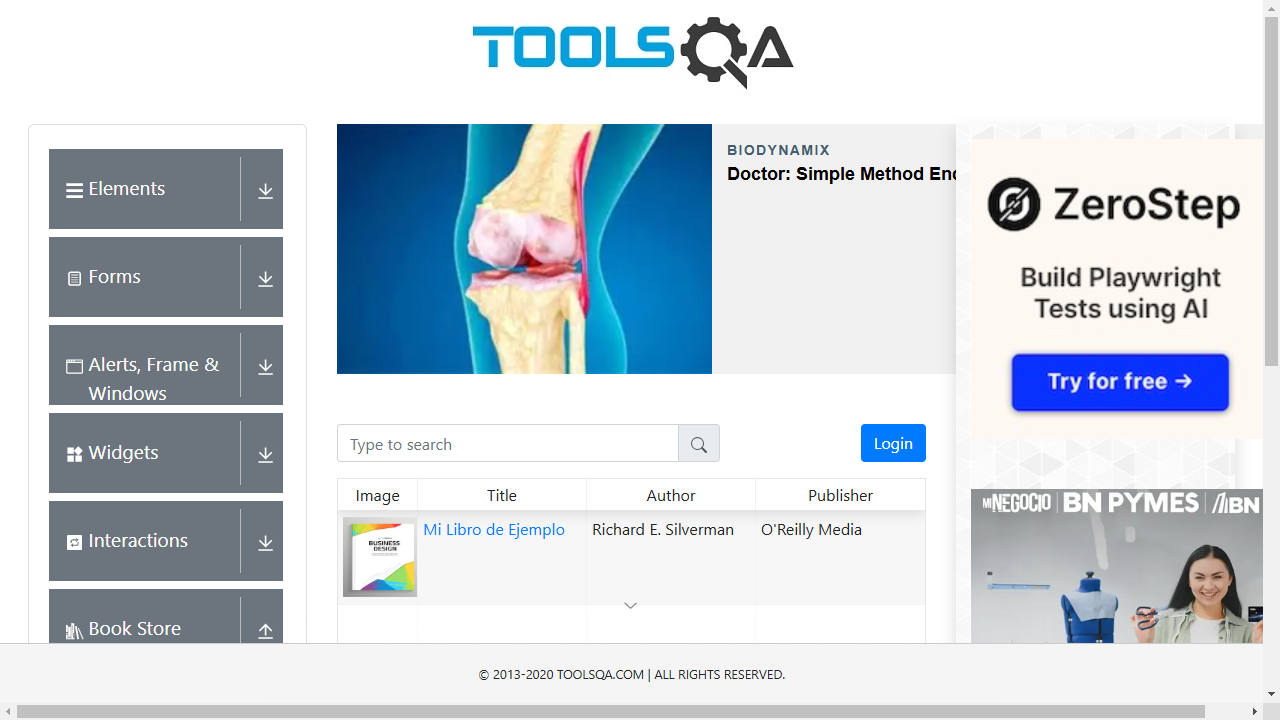 TOOLSQA
Elements
Forms
Alerts, Frame &
Windows
Widgets
Interactions
Book Store
BIODYNAMIX
Doctor: Simple Method End
Type to search
Login
Image
Title
Author
Publisher
BUSINESS
DESIGN
Mi Libro de Ejemplo
Richard E. Silverman
O'Reilly Media
ZeroStep
Build Playwright
Tests using AI
Try for free →
MI NEGOCIO | BN PYMES | BN
© 2013-2020 TOOLSQA.COM | ALL RIGHTS RESERVED.